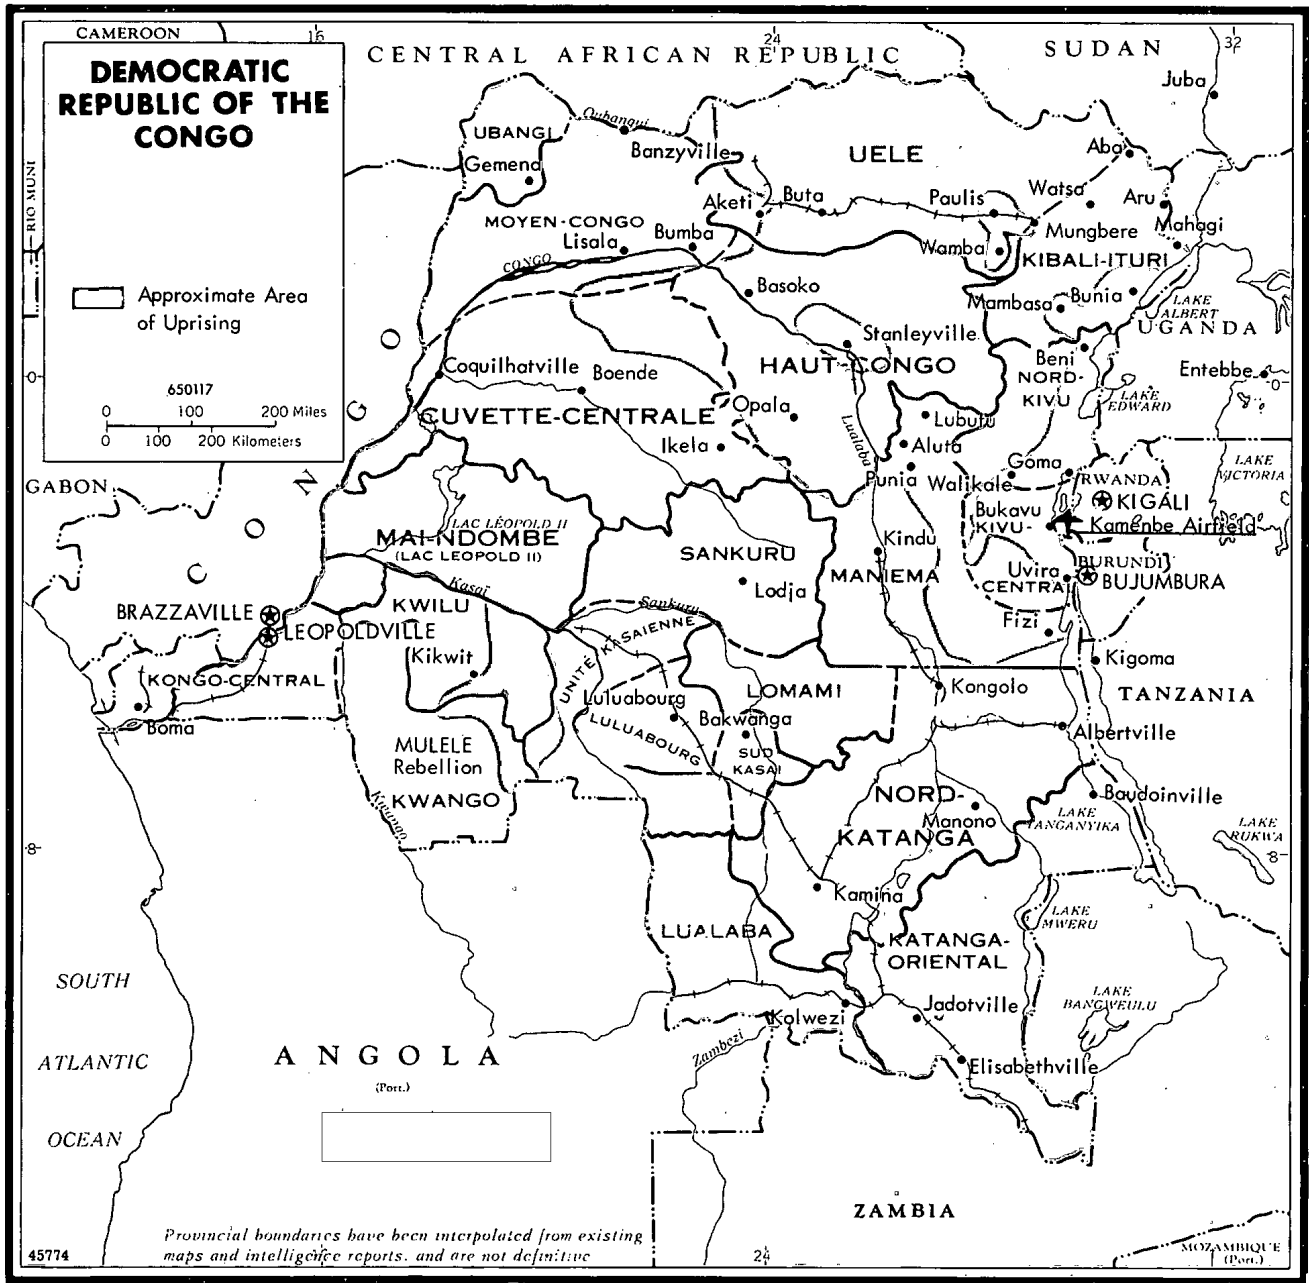 CAMEROON
16
24
32
CENTRAL AFRICAN REPUBLIC
SUDAN
Juba
DEMOCRATIC
REPUBLIC OF THE
CONGO
RIO MUNI
Approximate Area
of Uprising
650117
0 100 200 Miles
0 100 200 Kilometers
UBANGI
Oubangui
Banzyville
Gemena
UELE
Aba
Aketi
Buta
Paulis
Watsa
Aru
Mahagi
MOYEN-CONGO
Lisala
Bumba
CONGO
Mungbere
Wamba
KIBALI-ITURI
Basoko
Mambasa
Bunia
LAKE
ALBERT
UGANDA
Stanleyville
HAUT-CONGO
Beni
NORD-
KIVU
LAKE
EDWARD
Entebbe
0
0
Coquilhatville
Boende
CUVETTE-CENTRALE
Opala
Ikela
Lualaba
Lubutu
Aluta
Punia
Walikale
Goma
RWANDA
KIGALI
LAKE
VICTORIA
GABON
CONGO
LAC LÉOPOLD II
MAI-NDOMBE
(LAC LEOPOLD II)
SANKURU
Lodja
Kindu
MANIEMA
Bukavu
KIVU-
CENTRAL
Kamenbe Airfield
Uvira
BURUNDI
BUJUMBURA
Fizi
Kigoma
TANZANIA
BRAZZAVILLE
LEOPOLDVILLE
Kasai
KWILU
Kikwit
Sankuru
UNITÉ KASAIENNE
KONGO-CENTRAL
Boma
Luluabourg
LULUABOURG
LOMAMI
Bakwanga
SUD
KASAI
Kongolo
Albertville
MULELE
Rebellion
KWANGO
Kwango
NORD-
KATANGA
Manono
Baudoinville
LAKE
TANGANYIKA
LAKE
RUKWA
8
8
Kamina
LUALABA
KATANGA-
ORIENTAL
LAKE
MWERU
LAKE
BANGWEULU
Kolwezi
Jadotville
Elisabethville
Zambezi
SOUTH
ATLANTIC
OCEAN
ANGOLA
(Port.)
ZAMBIA
MOZAMBIQUE
(Port.)
Provincial boundaries have been interpolated from existing
maps and intelligence reports. and are not definitive
45774
16
24